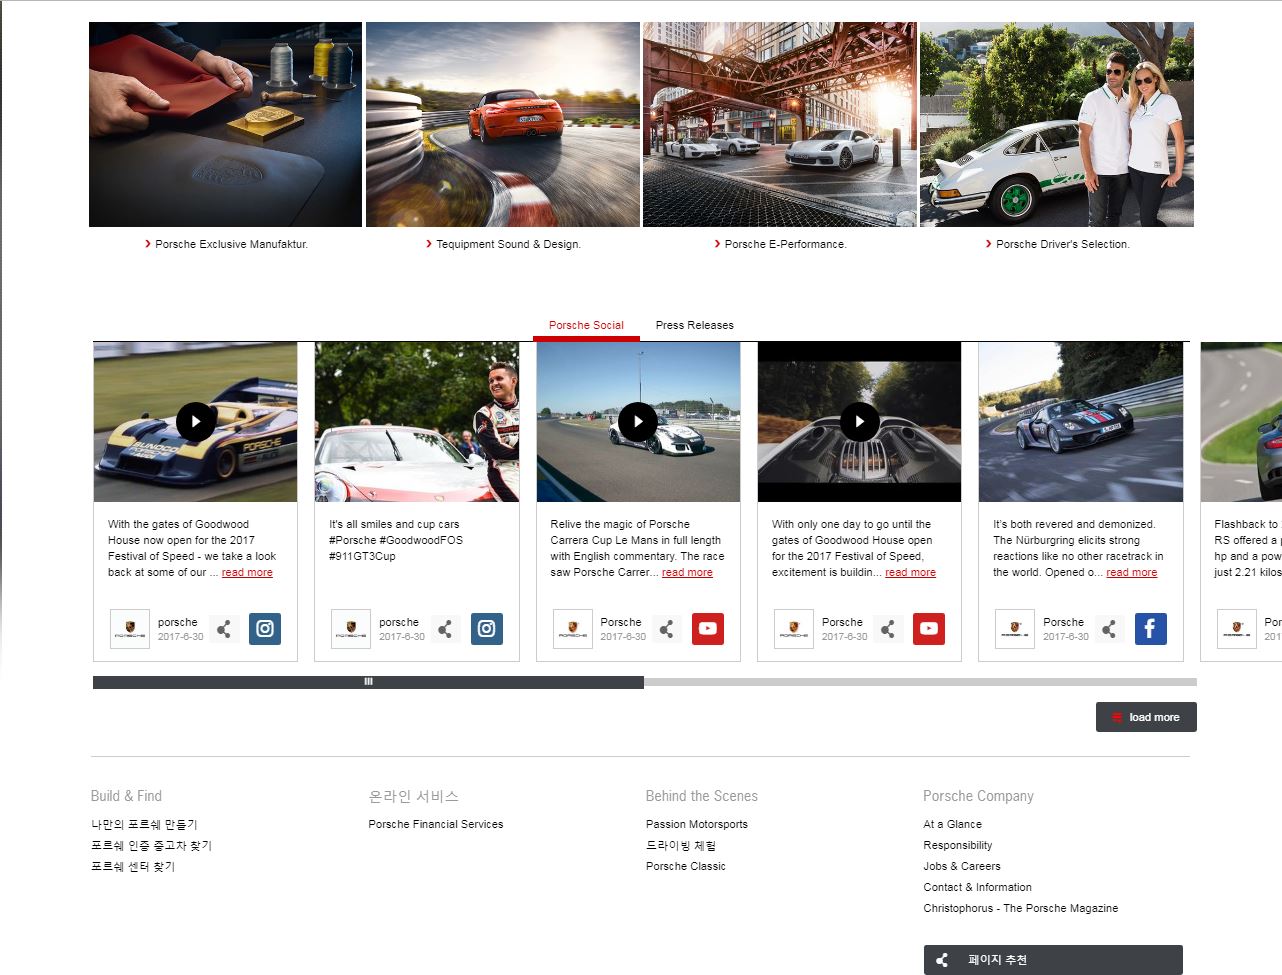 Porsche Exclusive Manufaktur.
Tequipment Sound & Design.
Porsche E-Performance.
Porsche Driver's Selection.
Porsche Social
Press Releases
SUNOCO
PORSCHE
With the gates of Goodwood
House now open for the 2017
Festival of Speed - we take a look
back at some of our ... read more
porsche
2017-6-30
It's all smiles and cup cars
#Porsche #GoodwoodFOS
#911GT3Cup
porsche
2017-6-30
Relive the magic of Porsche
Carrera Cup Le Mans in full length
with English commentary. The race
saw Porsche Carrer... read more
Porsche
2017-6-30
With only one day to go until the
gates of Goodwood House open
for the 2017 Festival of Speed,
excitement is buildin... read more
Porsche
2017-6-30
It's both revered and demonized.
The Nürburgring elicits strong
reactions like no other racetrack in
the world. Opened o... read more
Porsche
2017-6-30
Flashback to
RS offered a
hp and a pow
just 2.21 kilos
Por
201
load more
Build & Find
나만의 포르쉐 만들기
포르쉐 인증 중고차 찾기
포르쉐 센터 찾기
온라인 서비스
Porsche Financial Services
Behind the Scenes
Passion Motorsports
드라이빙 체험
Porsche Classic
Porsche Company
At a Glance
Responsibility
Jobs & Careers
Contact & Information
Christophorus - The Porsche Magazine
페이지 추천